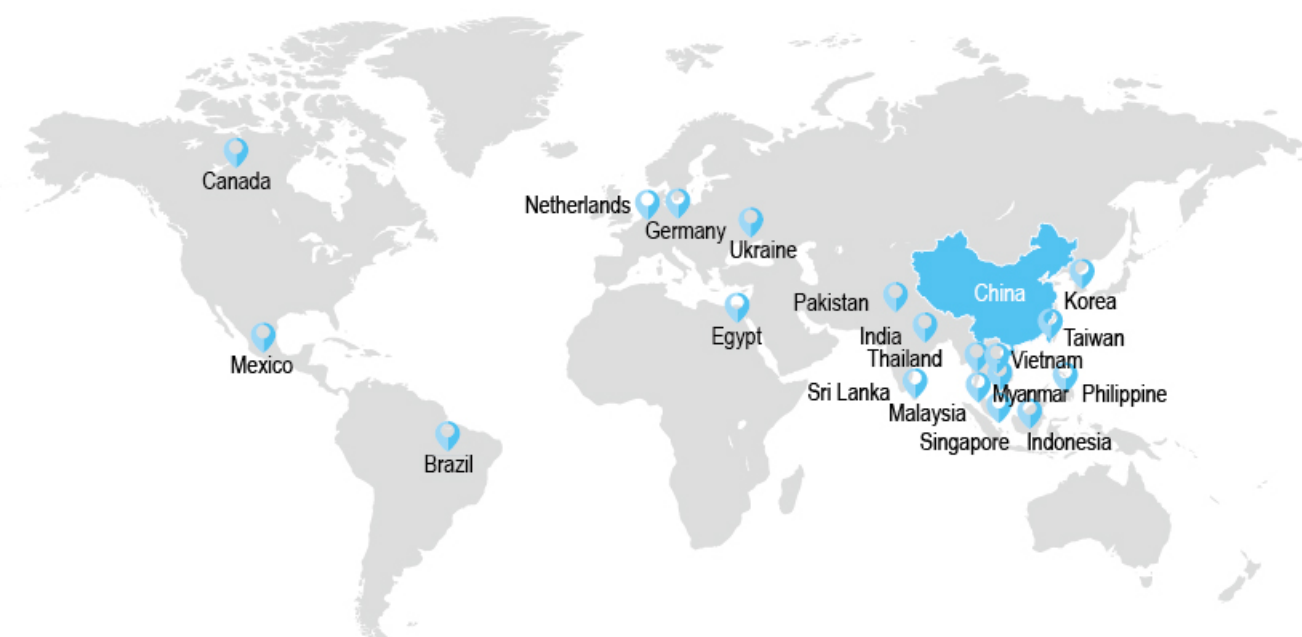 Canada
Netherlands
Germany
Ukraine
China
Pakistan
Korea
Egypt
India
Taiwan
Thailand
Vietnam
Mexico
Sri Lanka
Myanmar
Philippine
Malaysia
Singapore
Indonesia
Brazil